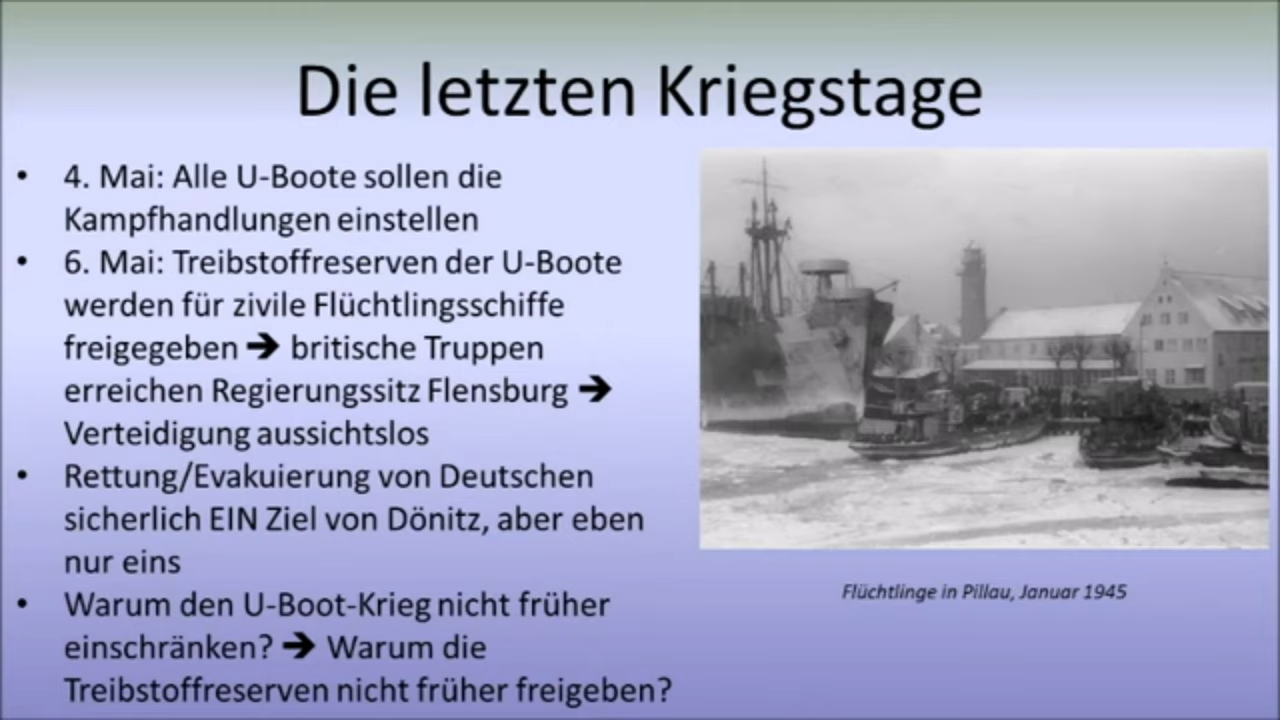 Die letzten Kriegstage
• 4. Mai: Alle U-Boote sollen die
Kampfhandlungen einstellen
• 6. Mai: Treibstoffreserven der U-Boote
werden für zivile Flüchtlingsschiffe
freigegeben ➔ britische Truppen
erreichen Regierungssitz Flensburg ➔
Verteidigung aussichtslos
• Rettung/Evakuierung von Deutschen
sicherlich EIN Ziel von Dönitz, aber eben
nur eins
• Warum den U-Boot-Krieg nicht früher
einschränken? ➔ Warum die
Treibstoffreserven nicht früher freigeben?
Flüchtlinge in Pillau, Januar 1945